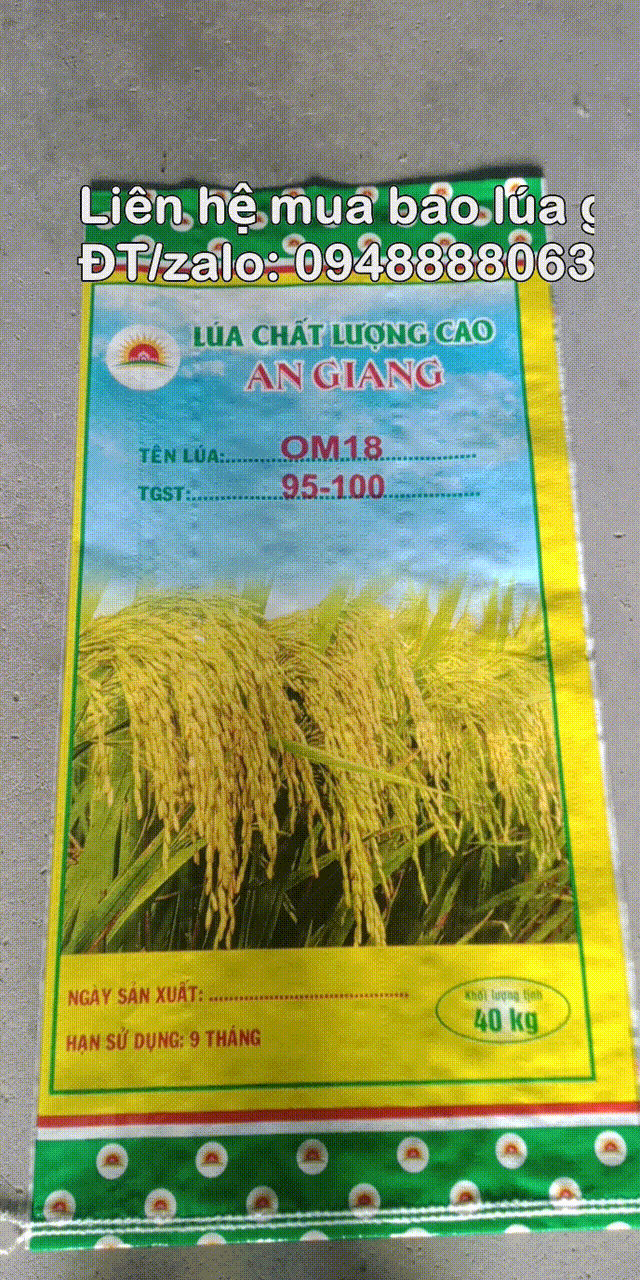 Liên hệ mua bao lúa g
ĐT/zalo: 0948888063
LÚA CHẤT LƯỢNG CAO
AN GIANG
TÊN LÚA:..........OM18..........
TGST:..........95-100..........
NGÀY SẢN XUẤT: ..............................
HẠN SỬ DỤNG: 9 THÁNG
Khối lượng tịnh
40 kg